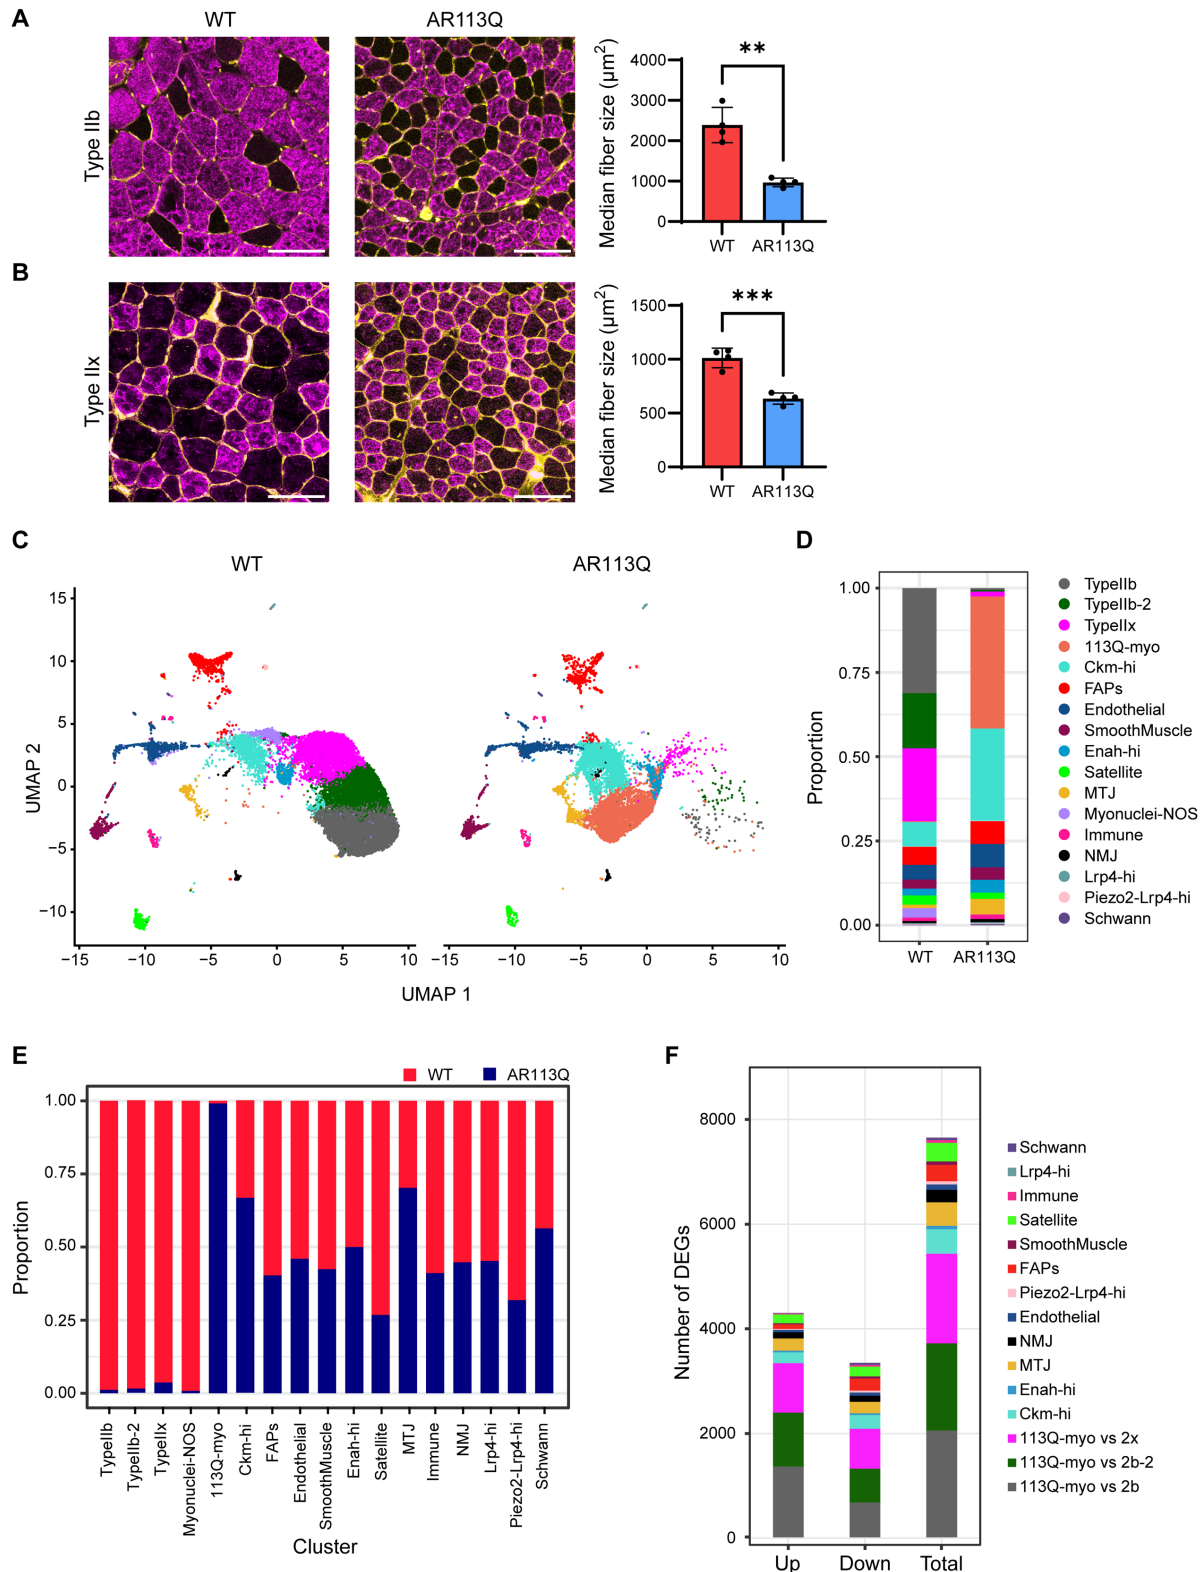 A
WT
AR113Q
Type IIb
Median fiber size (µm²)
4000
3000
2000
1000
0
**
WT
AR113Q
B
Type IIx
Median fiber size (µm²)
1500
1000
500
0
***
WT
AR113Q
C
WT
AR113Q
UMAP 2
15
10
5
0
−5
−10
−15
−10
−5
0
5
10
−15
−10
−5
0
5
10
UMAP 1
D
Proportion
1.00
0.75
0.50
0.25
0.00
WT
AR113Q
TypeIIb
TypeIIb-2
TypeIIx
113Q-myo
Ckm-hi
FAPs
Endothelial
SmoothMuscle
Enah-hi
Satellite
MTJ
Myonuclei-NOS
Immune
NMJ
Lrp4-hi
Piezo2-Lrp4-hi
Schwann
E
WT
AR113Q
Proportion
1.00
0.75
0.50
0.25
0.00
TypeIIb
TypeIIb-2
TypeIIx
Myonuclei-NOS
113Q-myo
Ckm-hi
FAPs
Endothelial
SmoothMuscle
Enah-hi
Satellite
MTJ
Immune
NMJ
Lrp4-hi
Piezo2-Lrp4-hi
Schwann
Cluster
F
Number of DEGs
8000
6000
4000
2000
0
Up
Down
Total
Schwann
Lrp4-hi
Immune
Satellite
SmoothMuscle
FAPs
Piezo2-Lrp4-hi
Endothelial
NMJ
MTJ
Enah-hi
Ckm-hi
113Q-myo vs 2x
113Q-myo vs 2b-2
113Q-myo vs 2b